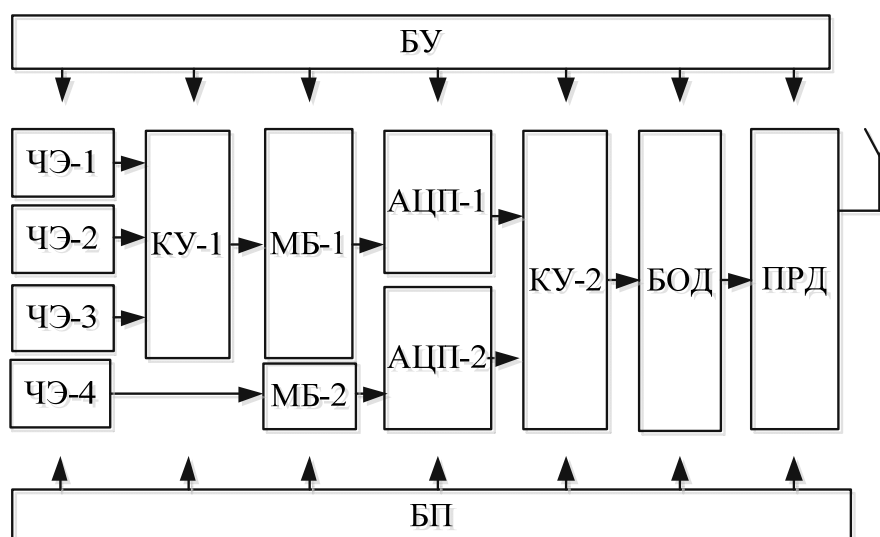 БУ
ЧЭ-1
ЧЭ-2
ЧЭ-3
ЧЭ-4
КУ-1
МБ-1
МБ-2
АЦП-1
АЦП-2
КУ-2
БОД
ПРД
БП